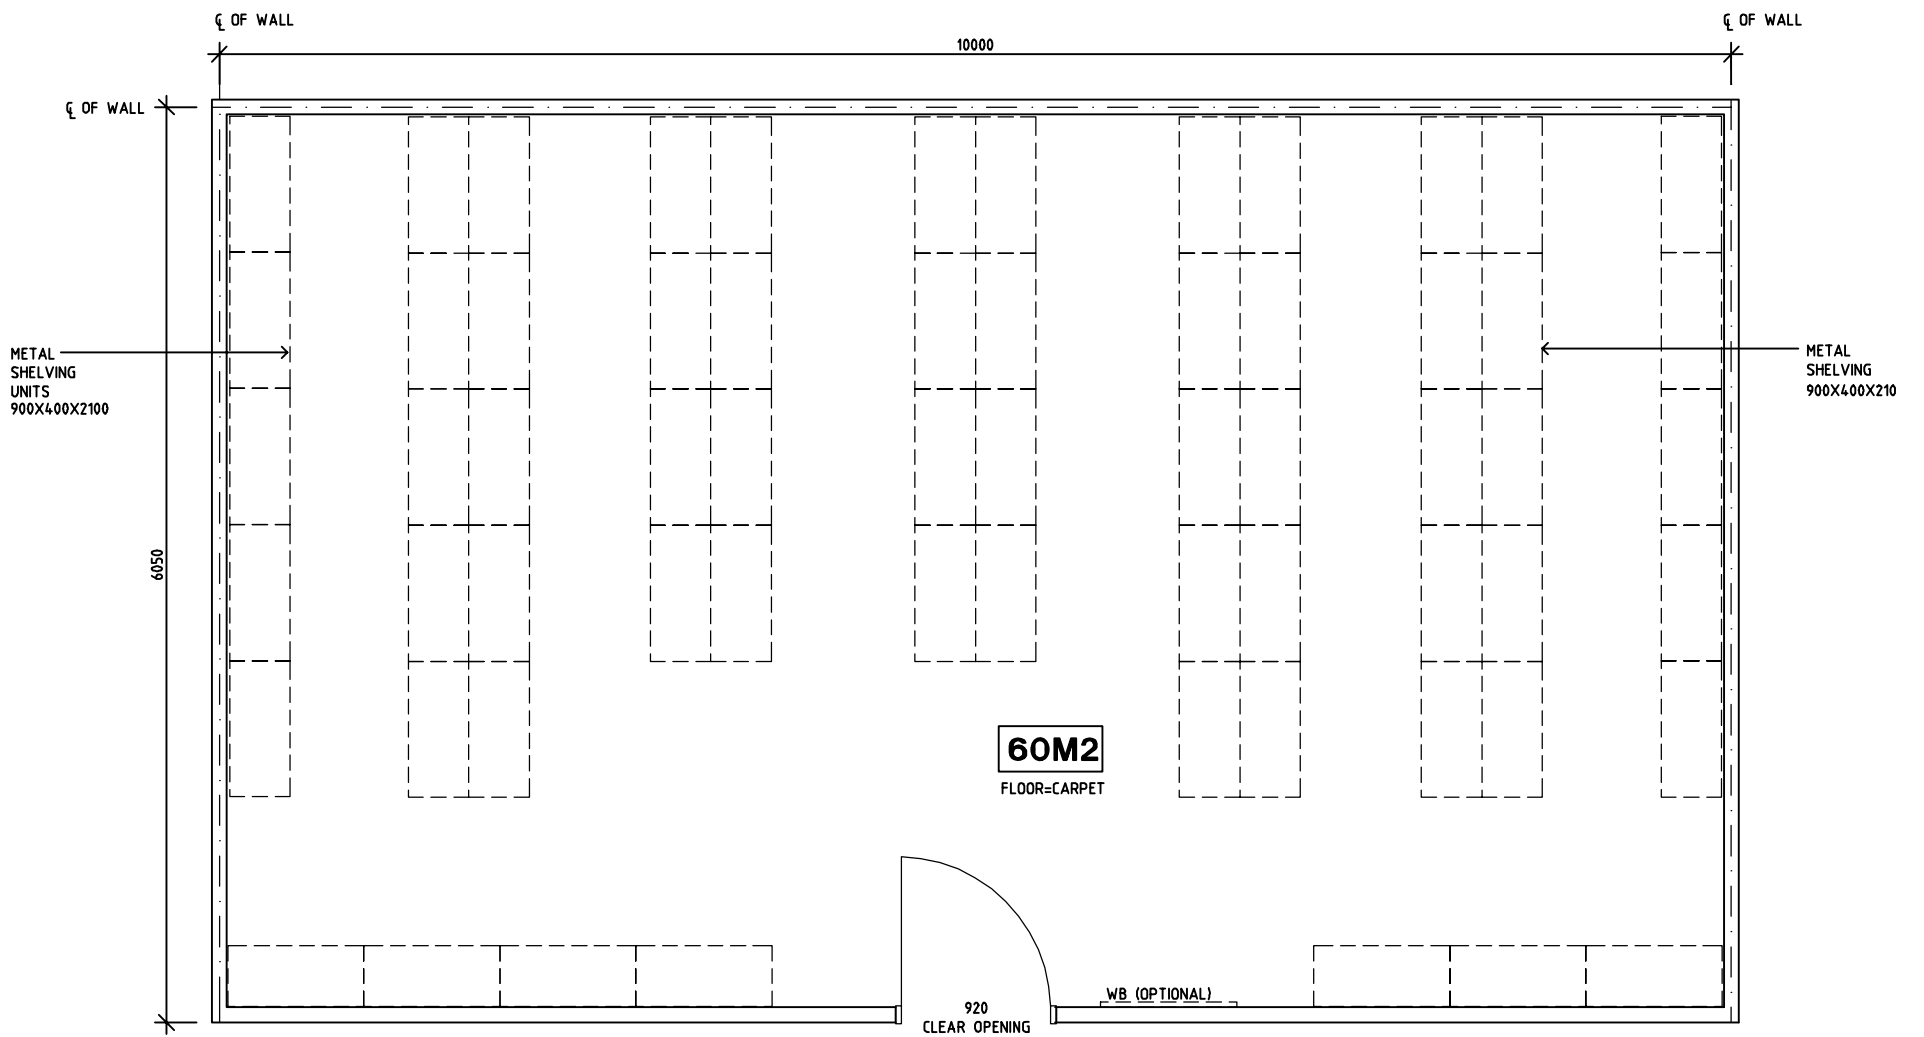 ℄ OF WALL
℄ OF WALL
10000
℄ OF WALL
METAL
SHELVING
UNITS
900X400X2100
METAL
SHELVING
900X400X210
6050
60M2
FLOOR=CARPET
WB (OPTIONAL)
920
CLEAR OPENING